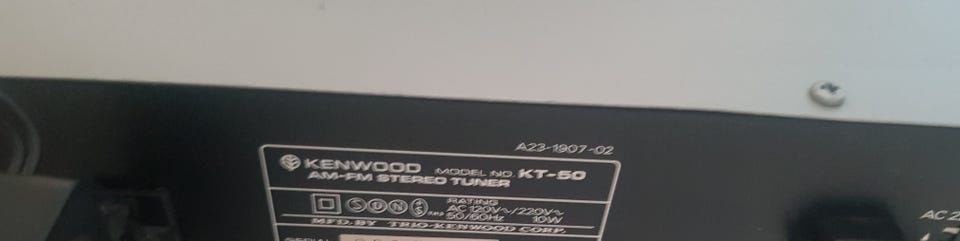 A23-1907-02
KENWOOD MODEL NO. KT-50
AM-FM STEREO TUNER
S D N S
RATING
AC 120V~/220V~
50/60Hz 10W
MFD. BY TRIO-KENWOOD CORP.
SERIAL
AC 2